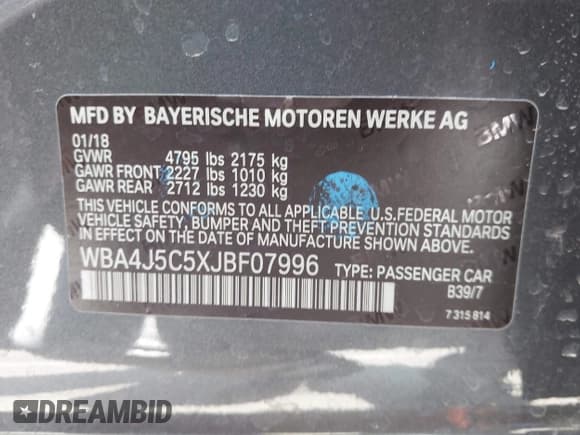 MFD BY BAYERISCHE MOTOREN WERKE AG
01/18
GVWR 4795 lbs 2175 kg
GAWR FRONT 2227 lbs 1010 kg
GAWR REAR 2712 lbs 1230 kg
THIS VEHICLE CONFORMS TO ALL APPLICABLE U.S.FEDERAL MOTOR
VEHICLE SAFETY, BUMPER AND THEFT PREVENTION STANDARDS
IN EFFECT ON THE DATE OF MANUFACTURE SHOWN ABOVE.
WBA4J5C5XJBF07996 TYPE: PASSENGER CAR
B39/7
7 315 814
BMW
DREAMBID